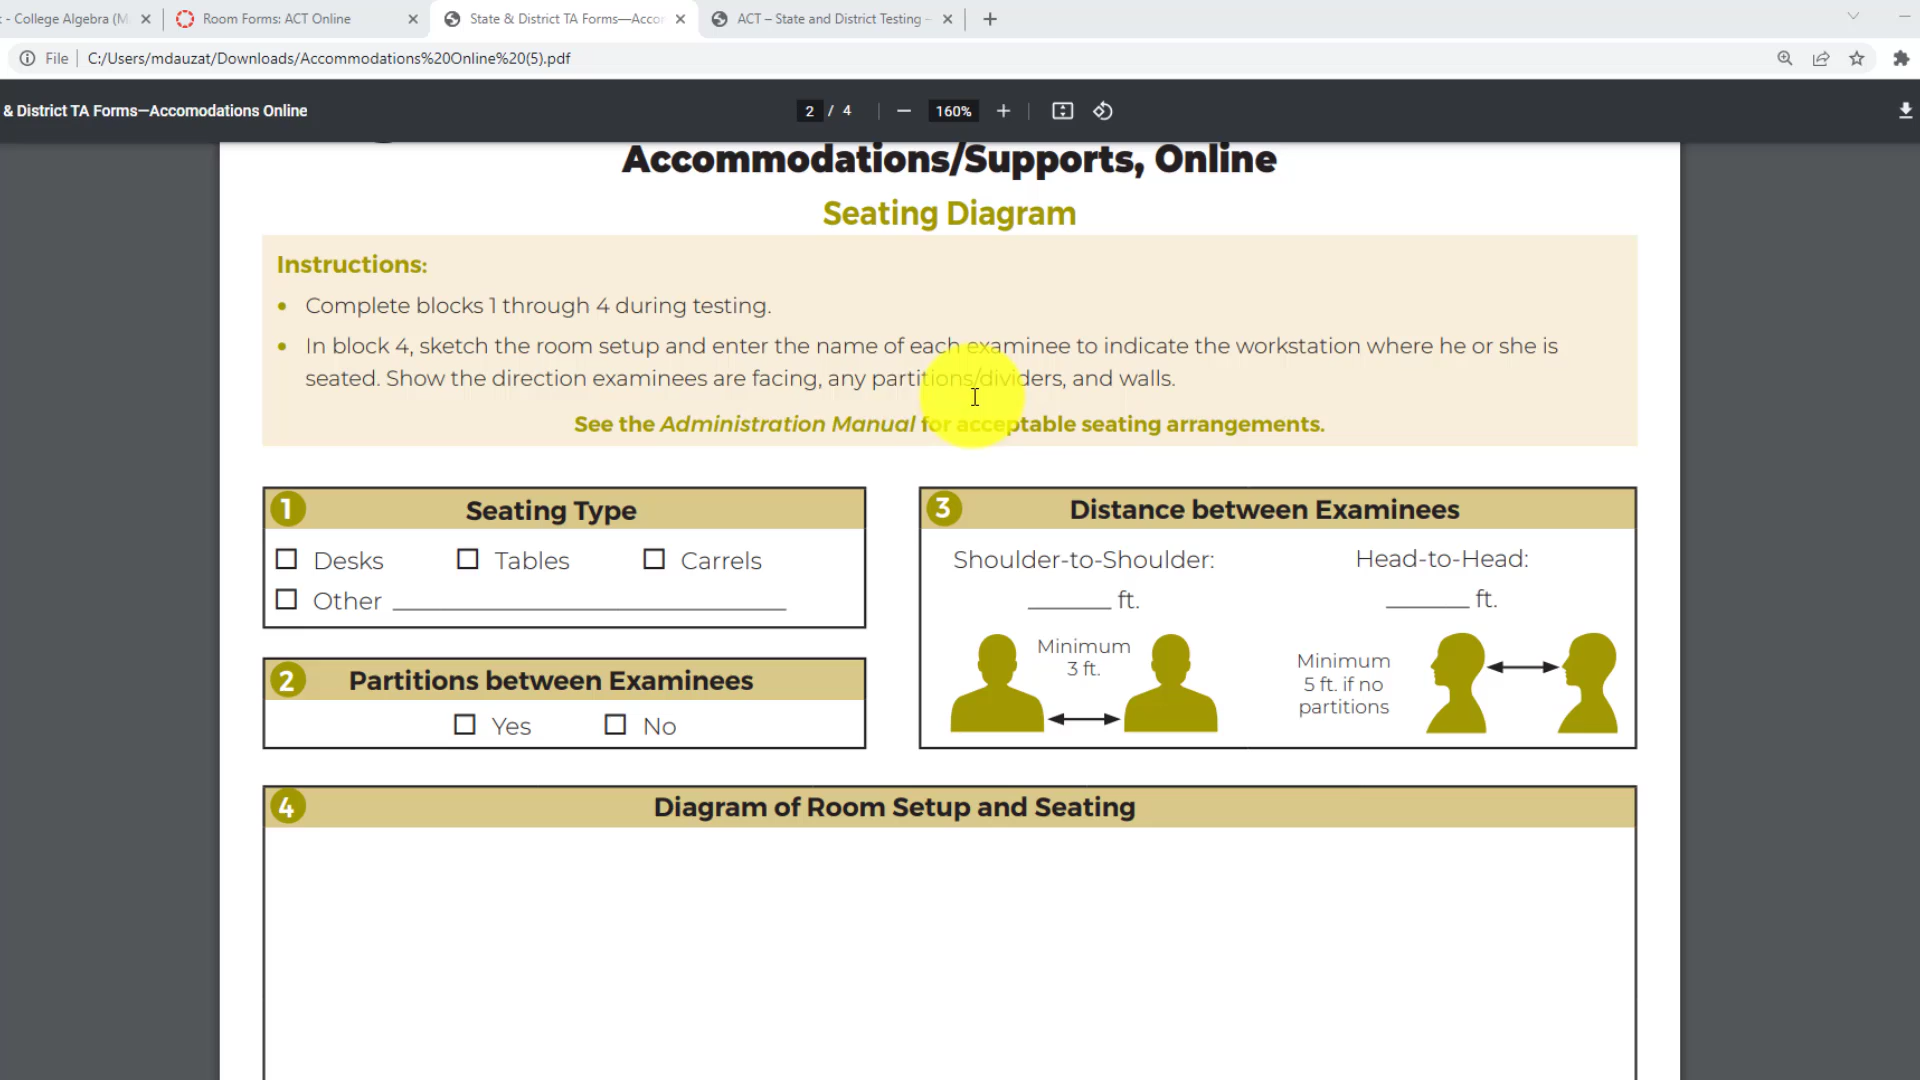 - College Algebra (M
Room Forms: ACT Online
State & District TA Forms—Accor
ACT – State and District Testing –
File
C:/Users/mdauzat/Downloads/Accommodations%20Online%20(5).pdf
& District TA Forms—Accomodations Online
2 / 4
160%
Accommodations/Supports, Online
Seating Diagram
Instructions:
• Complete blocks 1 through 4 during testing.
• In block 4, sketch the room setup and enter the name of each examinee to indicate the workstation where he or she is
seated. Show the direction examinees are facing, any partitions/dividers, and walls.
See the Administration Manual for acceptable seating arrangements.
1 Seating Type
Desks Tables Carrels
Other
2 Partitions between Examinees
Yes No
3 Distance between Examinees
Shoulder-to-Shoulder: Head-to-Head:
ft. ft.
Minimum
3 ft.
Minimum
5 ft. if no
partitions
4 Diagram of Room Setup and Seating